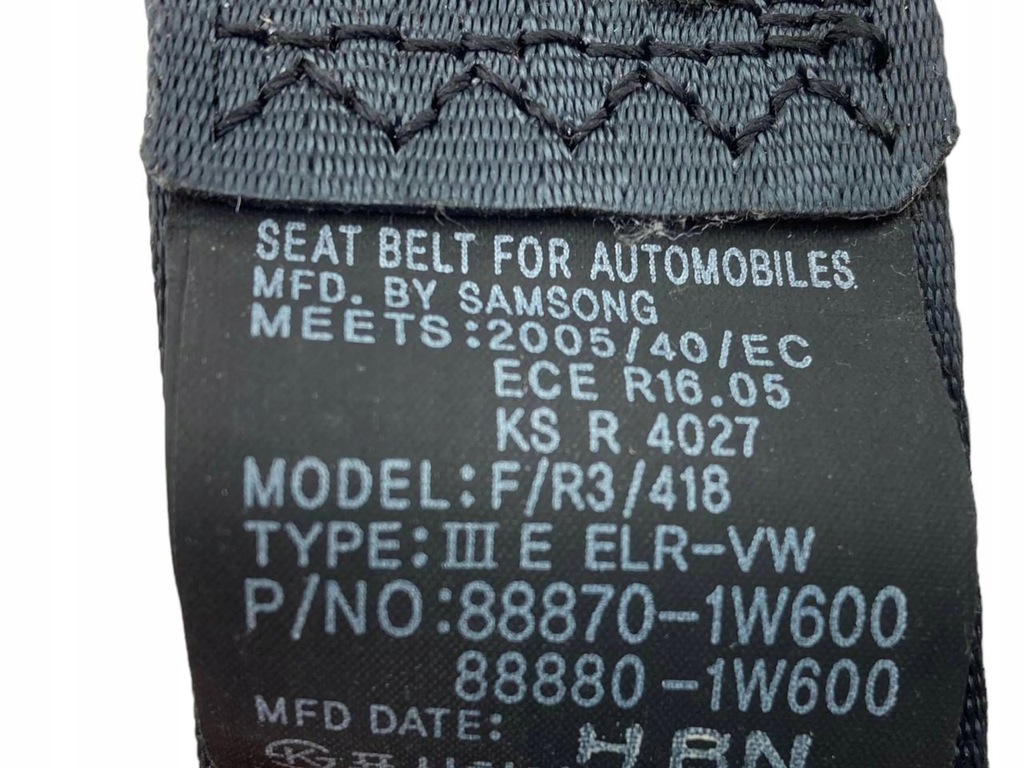 SEAT BELT FOR AUTOMOBILES
MFD. BY SAMSONG
MEETS:2005/40/EC
ECE R16.05
KS R 4027
MODEL:F/R3/418
TYPE:III E ELR-VW
P/NO:88870-1W600
88880-1W600
MFD DATE: